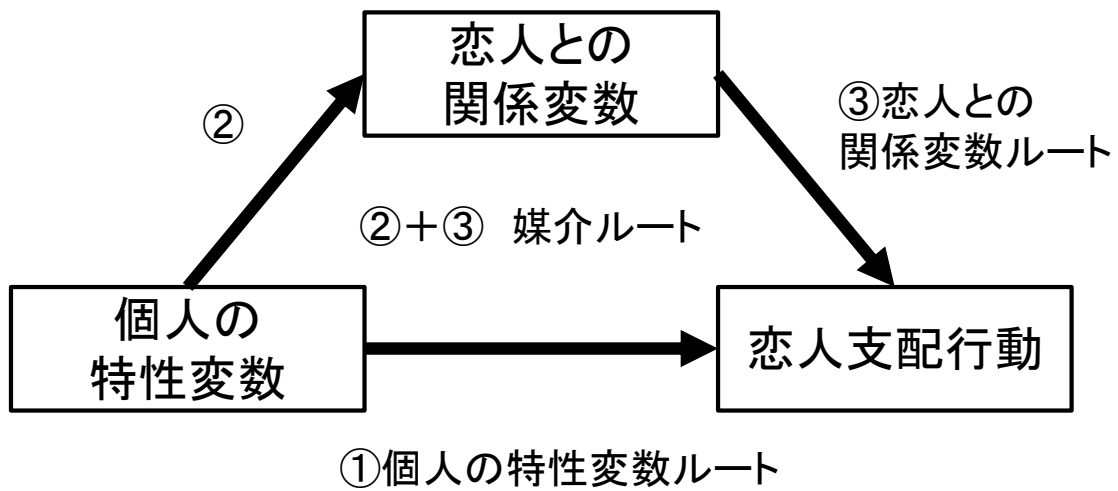 恋人との
関係変数
②
③恋人との
関係変数ルート
②＋③ 媒介ルート
個人の
特性変数
恋人支配行動
①個人の特性変数ルート